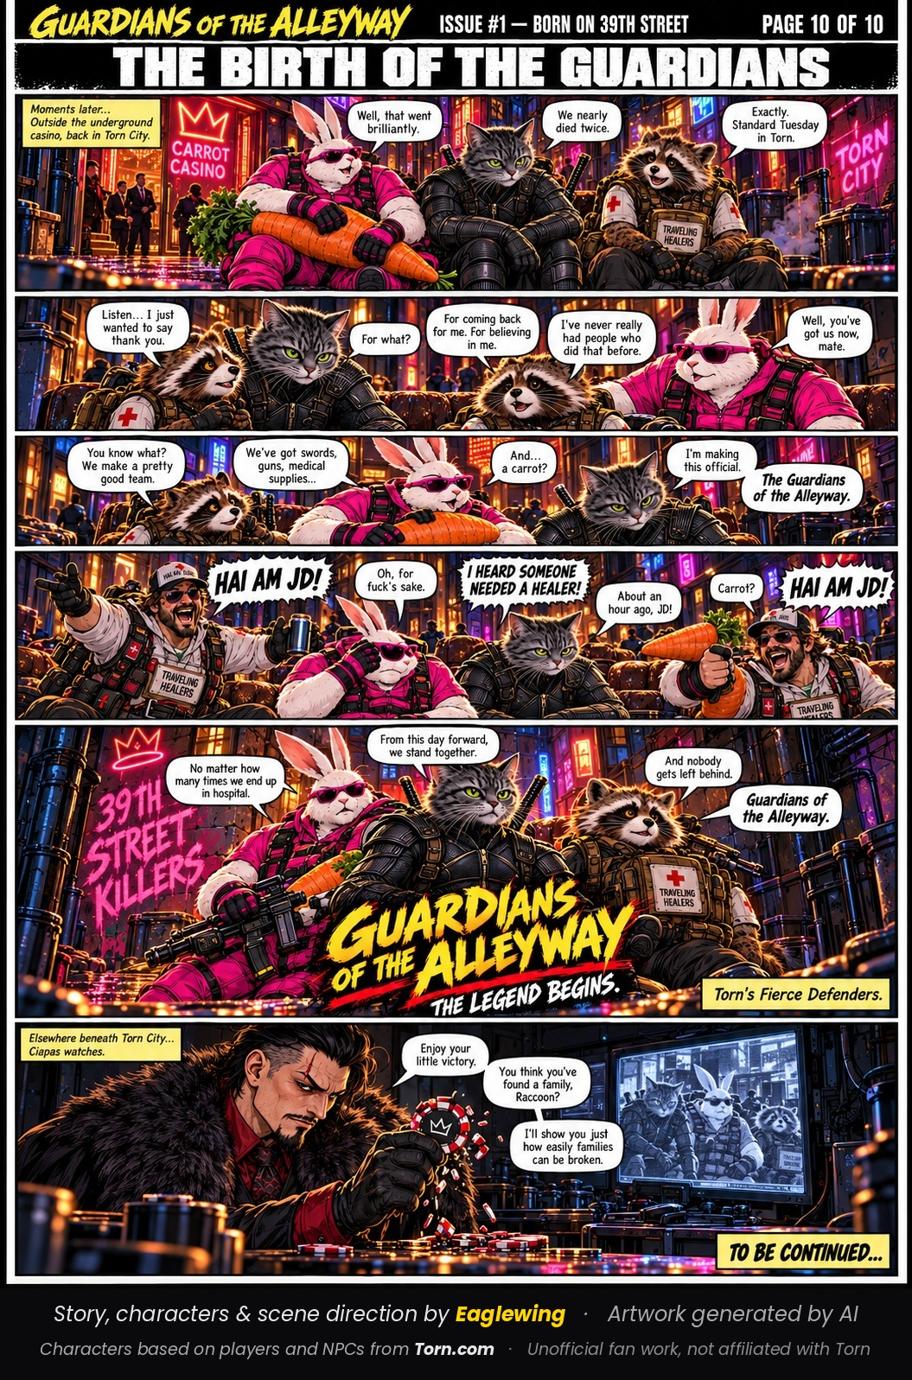 GUARDIANS OF THE ALLEYWAY
ISSUE #1 — BORN ON 39TH STREET
PAGE 10 OF 10
THE BIRTH OF THE GUARDIANS
Moments later...
Outside the underground
casino, back in Torn City.
CARROT
CASINO
Well, that went
brilliantly.
We nearly
died twice.
Exactly.
Standard Tuesday
in Torn.
TORN
CITY
TRAVELING
HEALERS
Listen... I just
wanted to say
thank you.
For what?
For coming back
for me. For believing
in me.
I've never really
had people who
did that before.
Well, you've
got us now,
mate.
You know what?
We make a pretty
good team.
We've got swords,
guns, medical
supplies...
And...
a carrot?
I'm making
this official.
The Guardians
of the Alleyway.
HAI AM JD!
Oh, for
fuck's sake.
I HEARD SOMEONE
NEEDED A HEALER!
About an
hour ago, JD!
Carrot?
HAI AM JD!
TRAVELING
HEALERS
TRAVELING
HEALERS
39TH
STREET
KILLERS
No matter how
many times we end up
in hospital.
From this day forward,
we stand together.
And nobody
gets left behind.
Guardians of
the Alleyway.
TRAVELING
HEALERS
GUARDIANS
OF THE ALLEYWAY
THE LEGEND BEGINS.
Torn's Fierce Defenders.
Elsewhere beneath Torn City...
Ciapas watches.
Enjoy your
little victory.
You think you've
found a family,
Raccoon?
I'll show you just
how easily families
can be broken.
TO BE CONTINUED...
Story, characters & scene direction by Eaglewing · Artwork generated by AI
Characters based on players and NPCs from Torn.com · Unofficial fan work, not affiliated with Torn